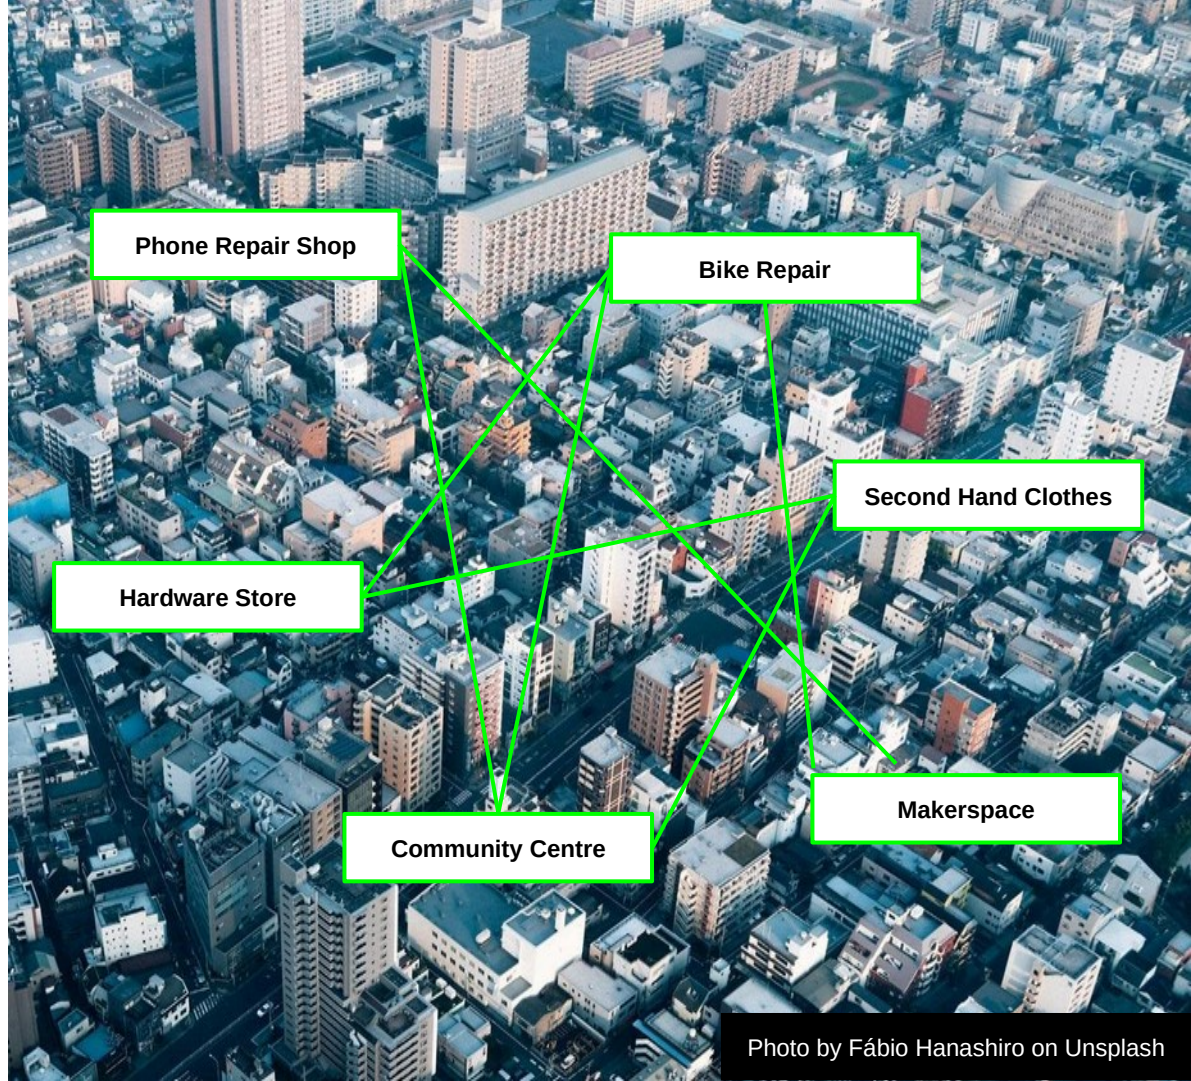 Phone Repair Shop
Bike Repair
Second Hand Clothes
Hardware Store
Makerspace
Community Centre
Photo by Fábio Hanashiro on Unsplash